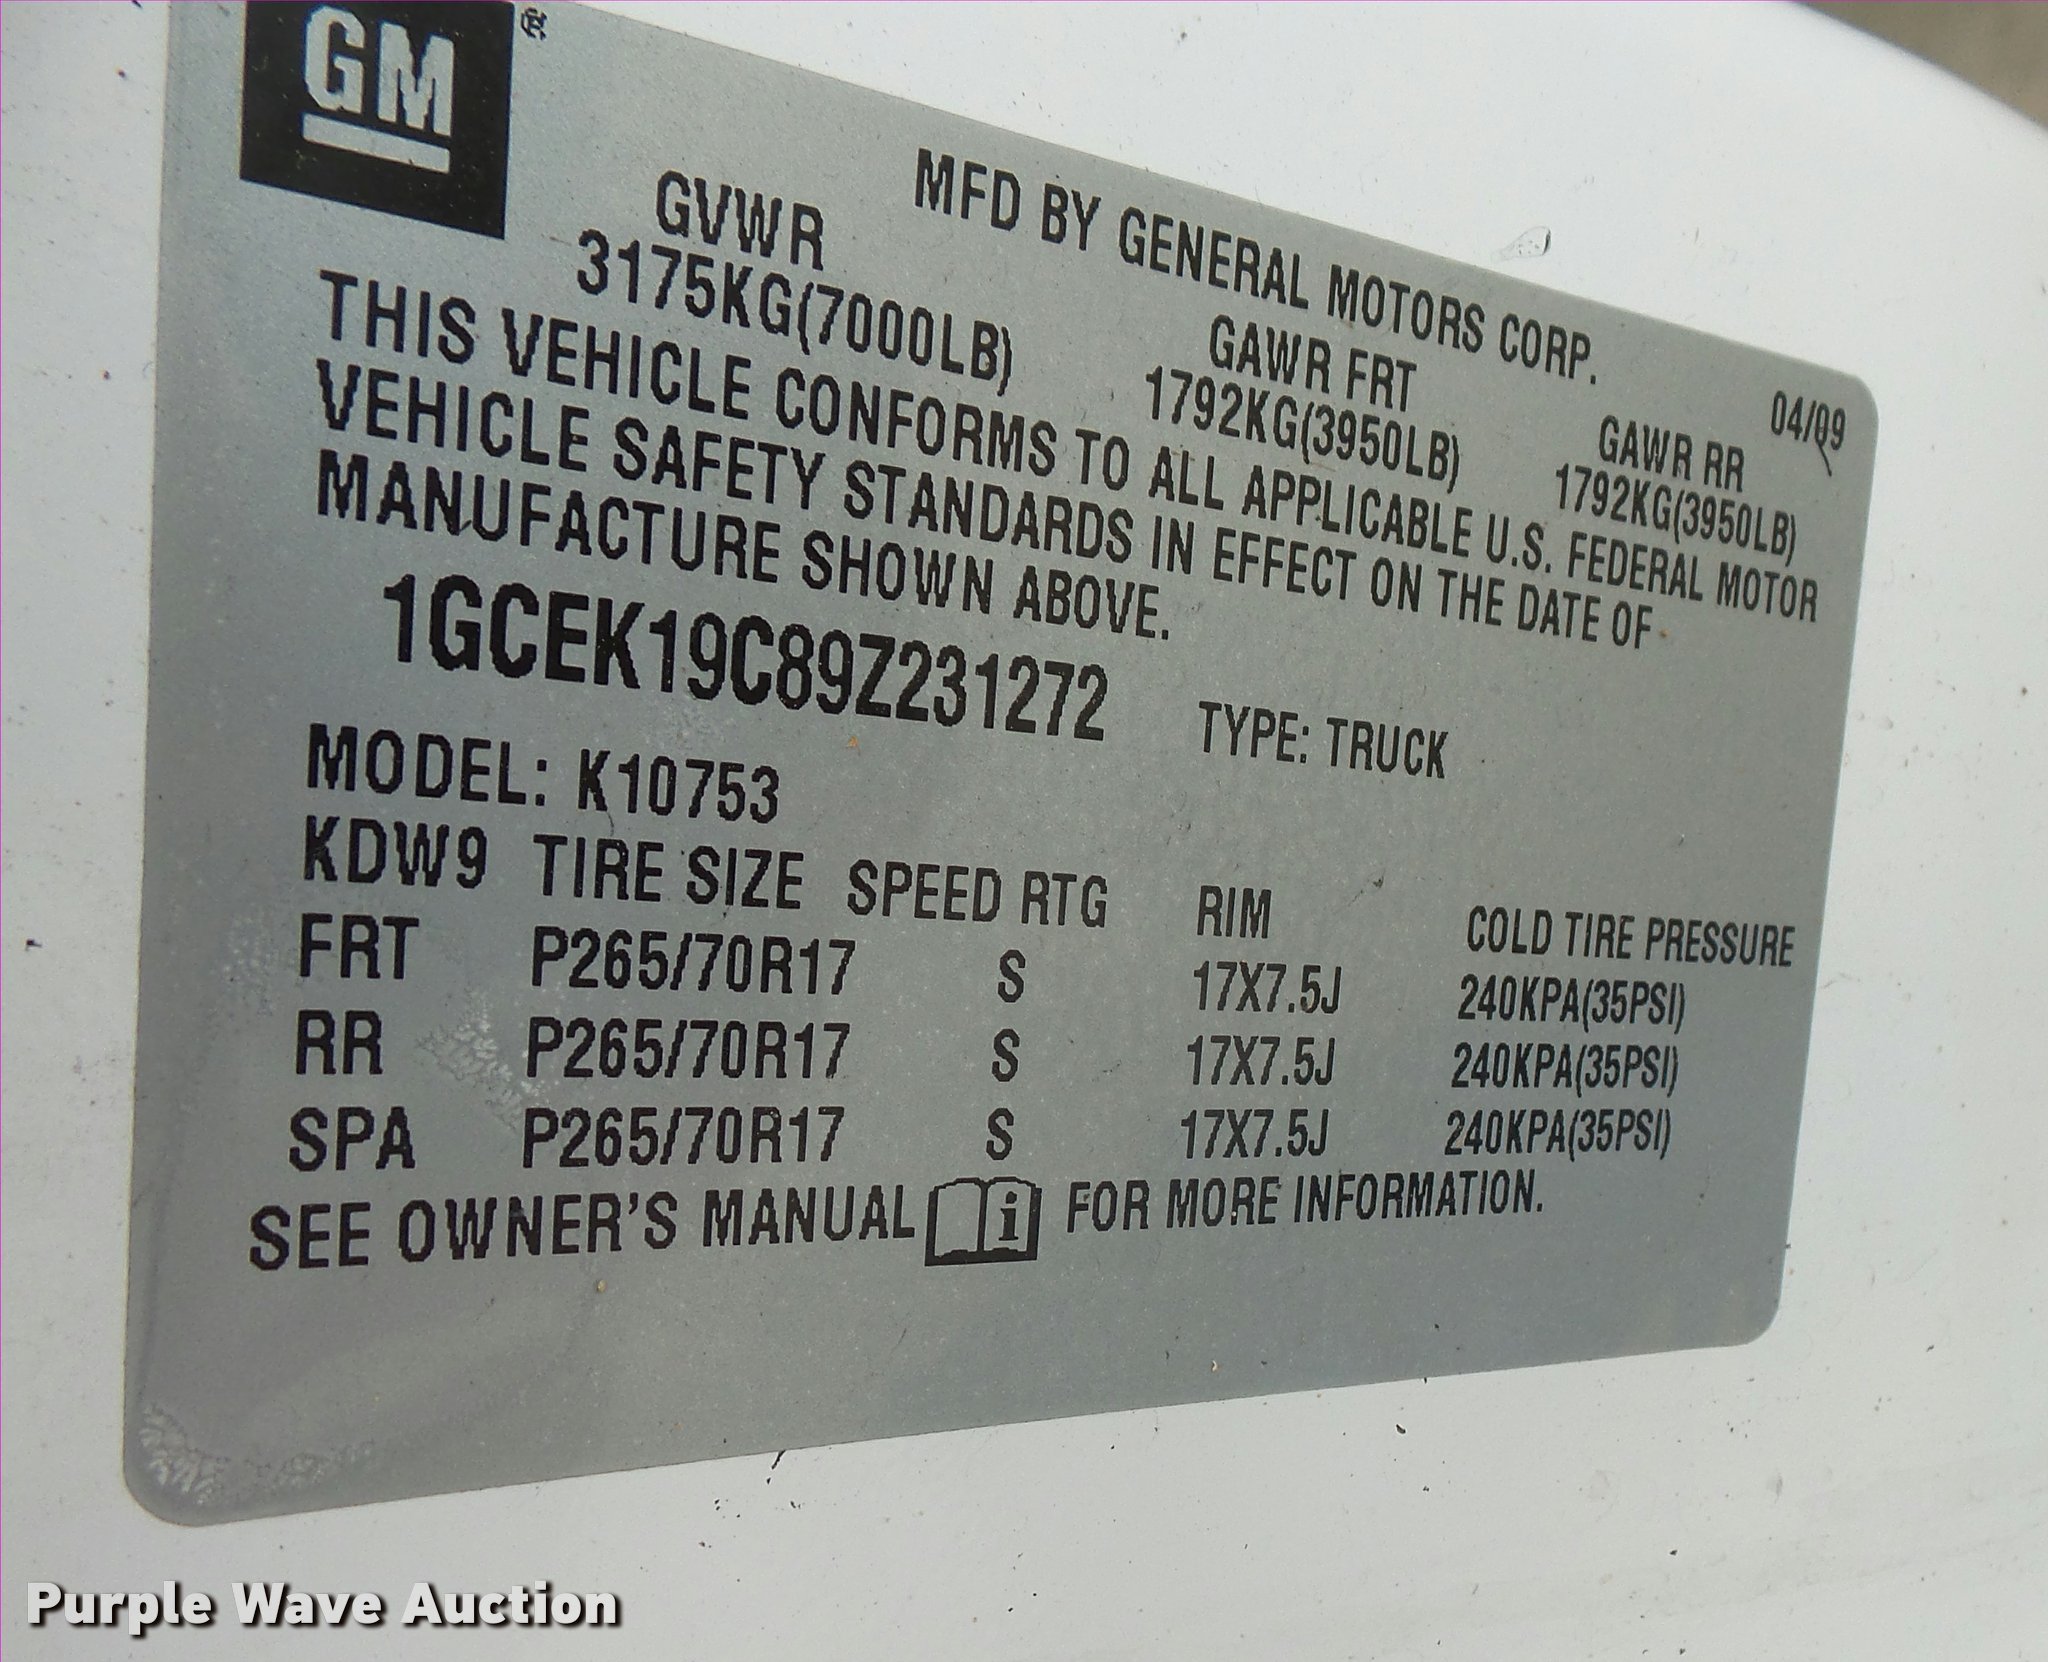 GM
MFD BY GENERAL MOTORS CORP. 04/09
GVWR GAWR FRT GAWR RR
3175KG(7000LB) 1792KG(3950LB) 1792KG(3950LB)
THIS VEHICLE CONFORMS TO ALL APPLICABLE U.S. FEDERAL MOTOR
VEHICLE SAFETY STANDARDS IN EFFECT ON THE DATE OF
MANUFACTURE SHOWN ABOVE.
1GCEK19C89Z231272 TYPE: TRUCK
MODEL: K10753
KDW9 TIRE SIZE SPEED RTG RIM COLD TIRE PRESSURE
FRT P265/70R17 S 17X7.5J 240KPA(35PSI)
RR P265/70R17 S 17X7.5J 240KPA(35PSI)
SPA P265/70R17 S 17X7.5J 240KPA(35PSI)
SEE OWNER'S MANUAL i FOR MORE INFORMATION.
Purple Wave Auction